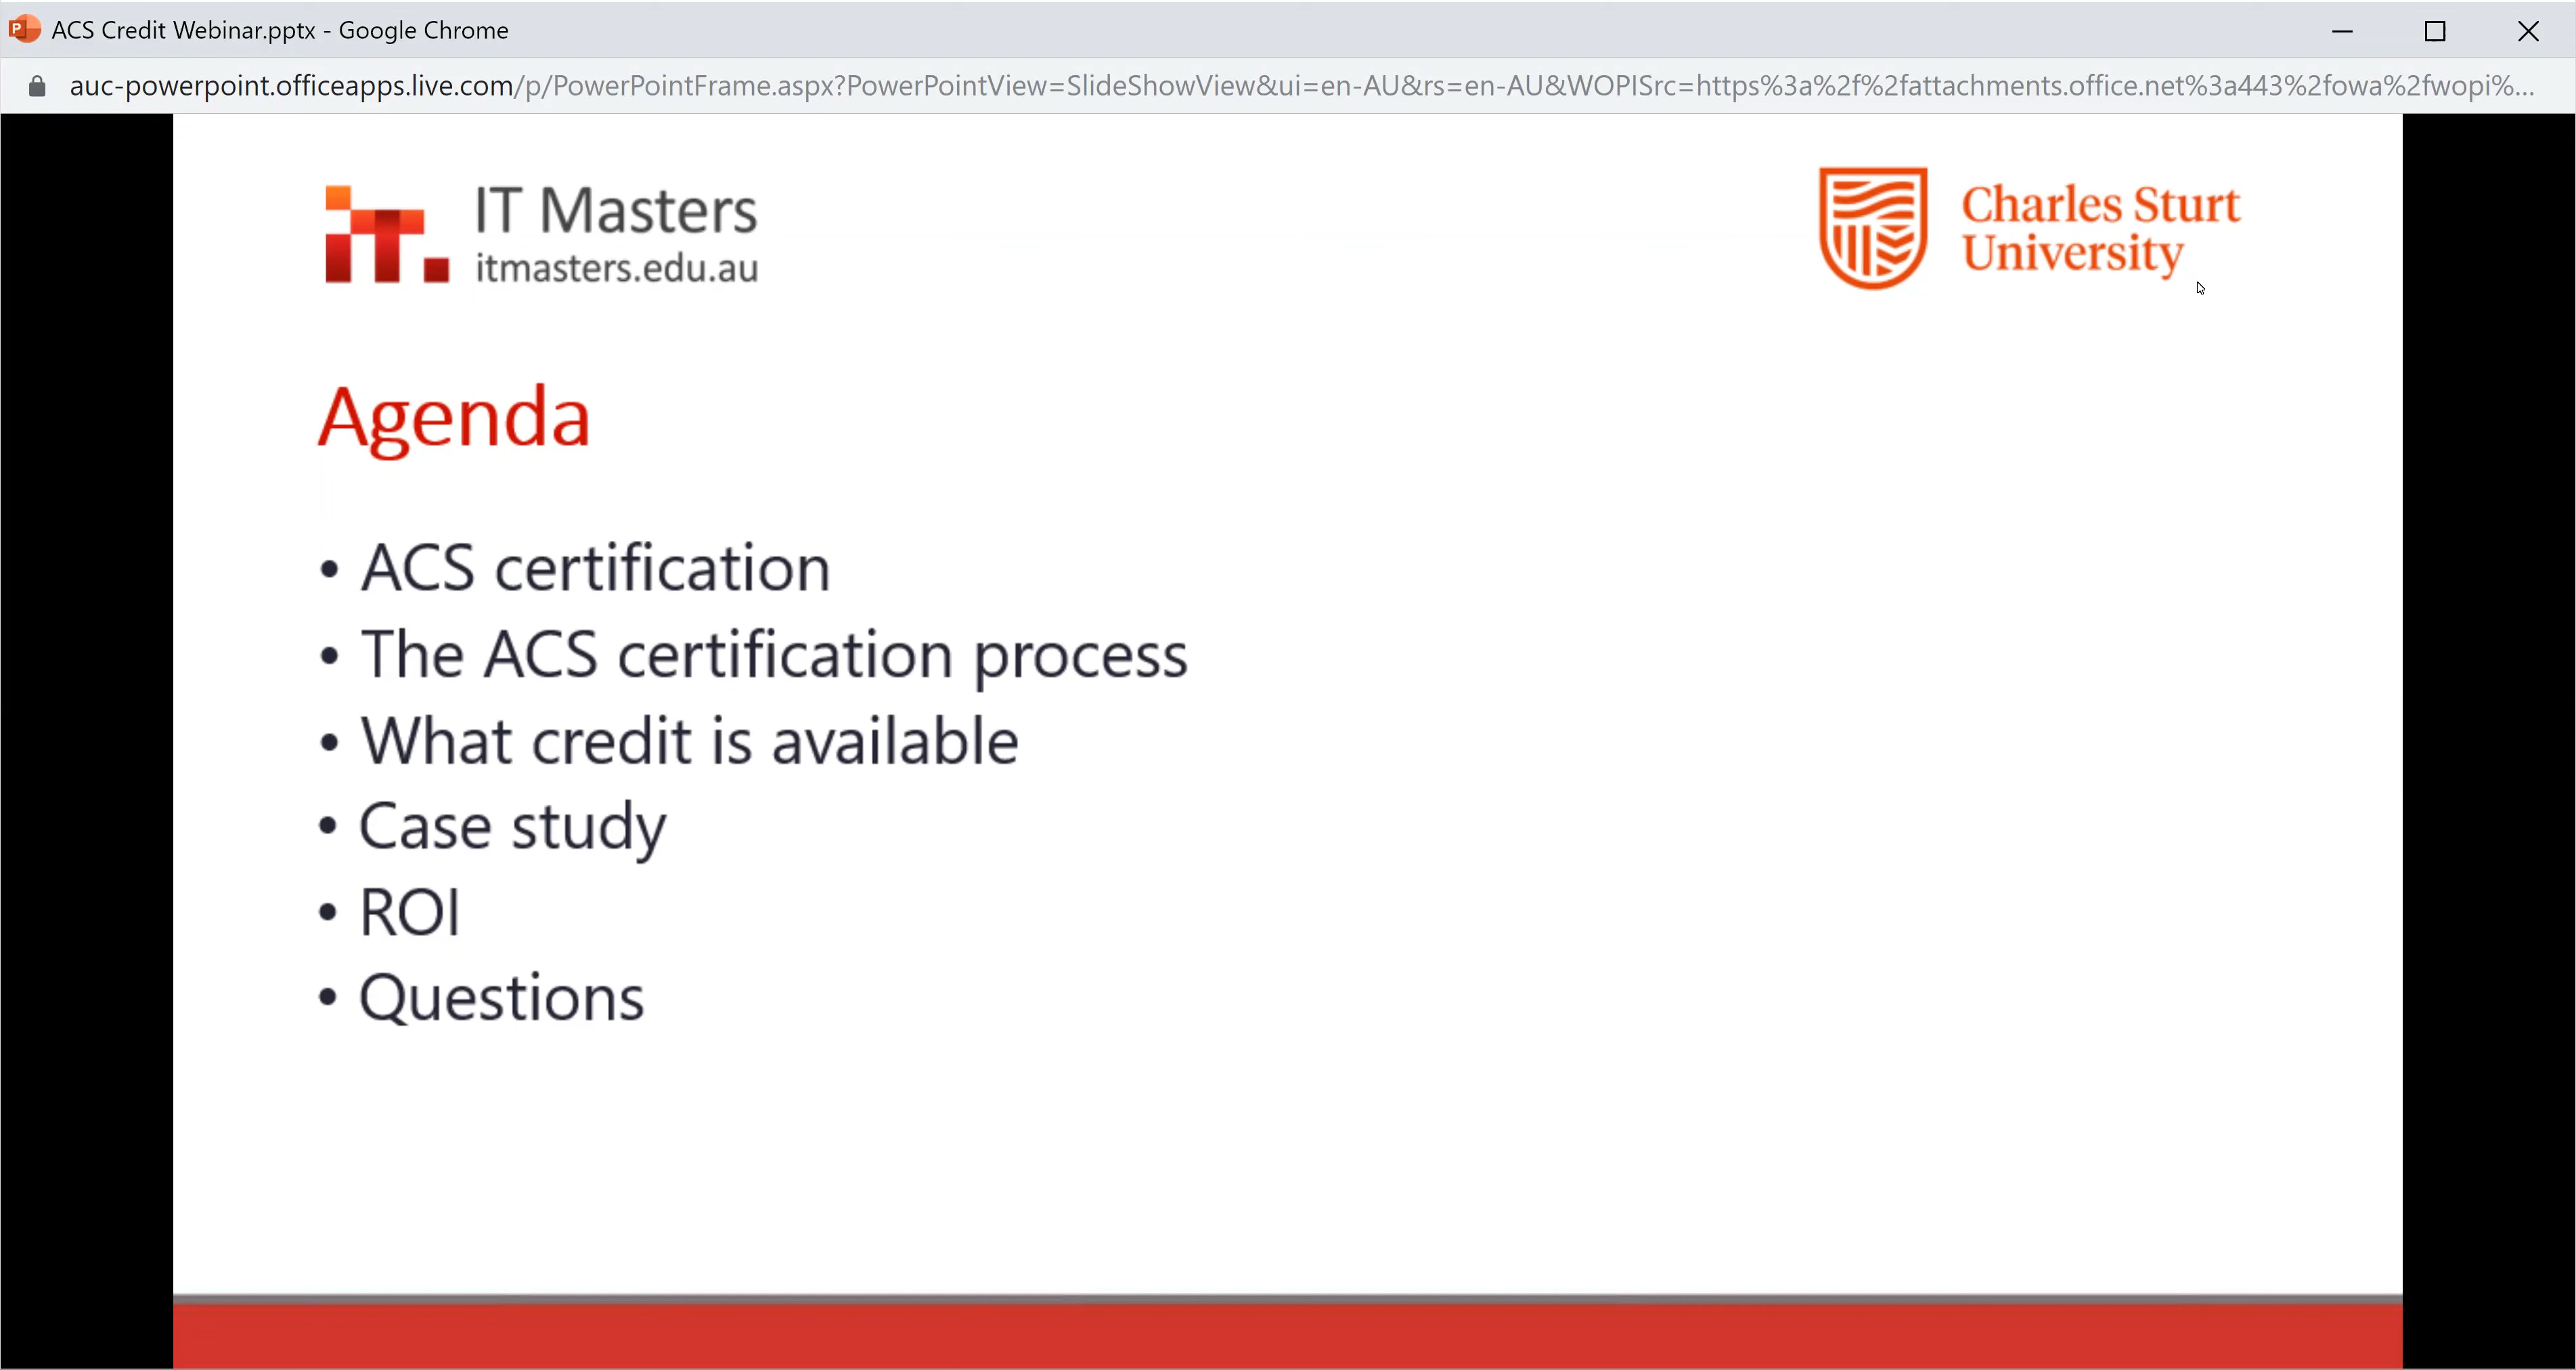 ACS Credit Webinar.pptx - Google Chrome
auc-powerpoint.officeapps.live.com/p/PowerPointFrame.aspx?PowerPointView=SlideShowView&ui=en-AU&rs=en-AU&WOPISrc=https%3a%2f%2fattachments.office.net%3a443%2fowa%2fwopi%...
it.
IT Masters
itmasters.edu.au
Charles Sturt
University
Agenda
• ACS certification
• The ACS certification process
• What credit is available
• Case study
• ROI
• Questions